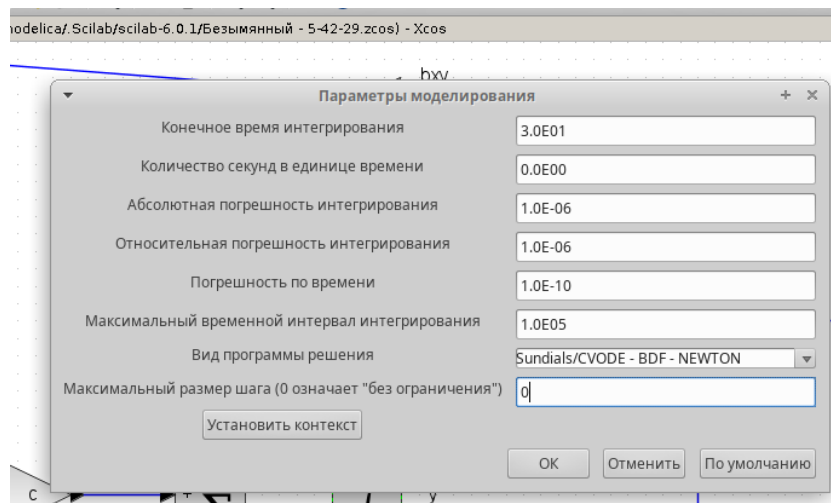 nodelica/.Scilab/scilab-6.0.1/Безымянный - 5-42-29.zcos) - Xcos
bxy
Параметры моделирования
Конечное время интегрирования 3.0E01
Количество секунд в единице времени 0.0E00
Абсолютная погрешность интегрирования 1.0E-06
Относительная погрешность интегрирования 1.0E-06
Погрешность по времени 1.0E-10
Максимальный временной интервал интегрирования 1.0E05
Вид программы решения Sundials/CVODE - BDF - NEWTON
Максимальный размер шага (0 означает "без ограничения") 0
Установить контекст
ОК Отменить По умолчанию
c + y